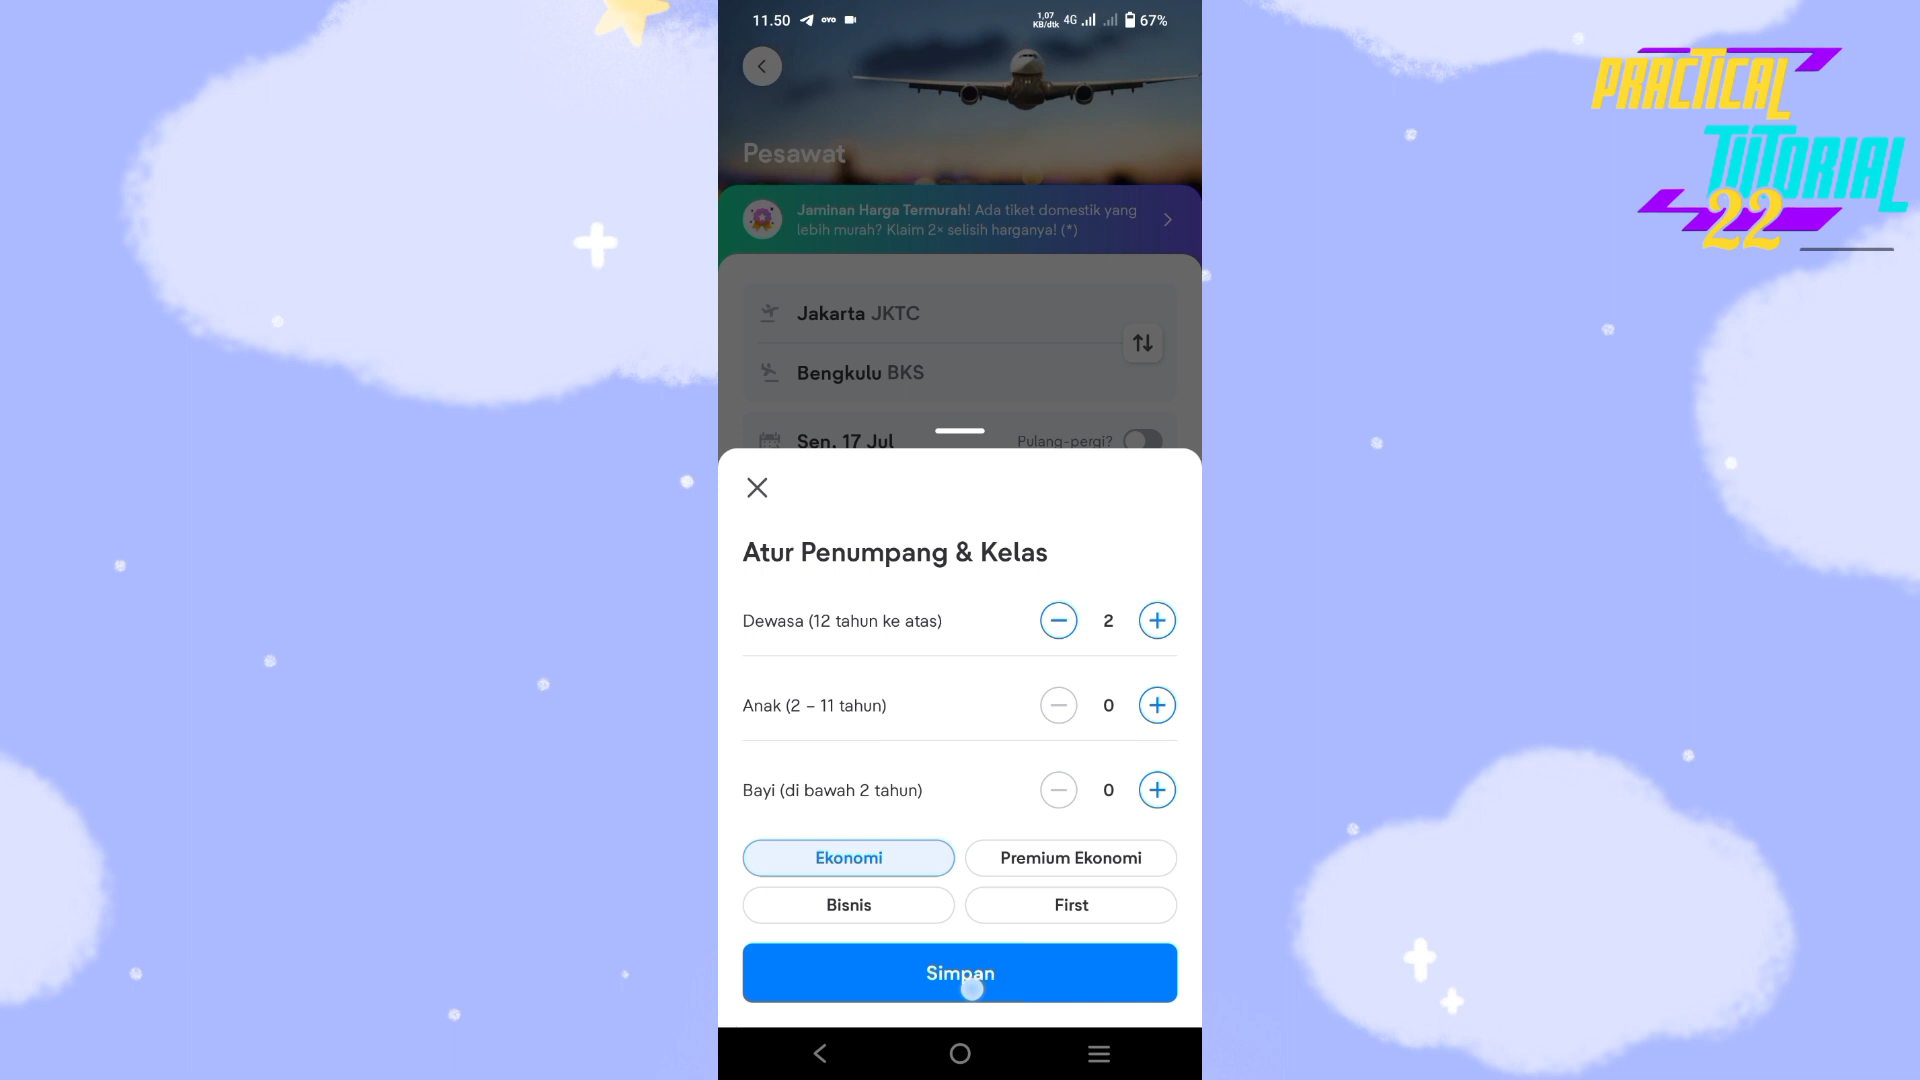 11.50 ovo 1,07 KB/dtk 4G 67%
Pesawat
Jaminan Harga Termurah! Ada tiket domestik yang
lebih murah? Klaim 2× selisih harganya! (*)
Jakarta JKTC
Bengkulu BKS
Sen, 17 Jul Pulang-pergi?
Atur Penumpang & Kelas
Dewasa (12 tahun ke atas) 2
Anak (2 – 11 tahun) 0
Bayi (di bawah 2 tahun) 0
Ekonomi Premium Ekonomi
Bisnis First
Simpan
PRACTICAL
TUTORIAL
22